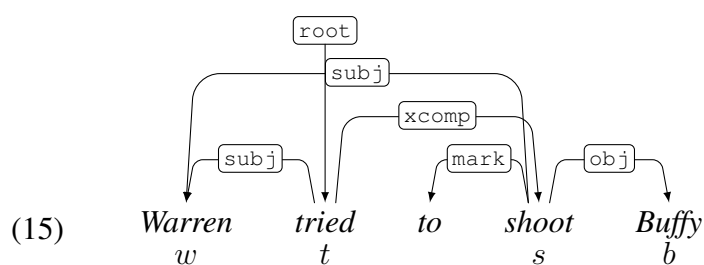 root
subj
xcomp
subj mark obj
(15) Warren tried to shoot Buffy
w t s b